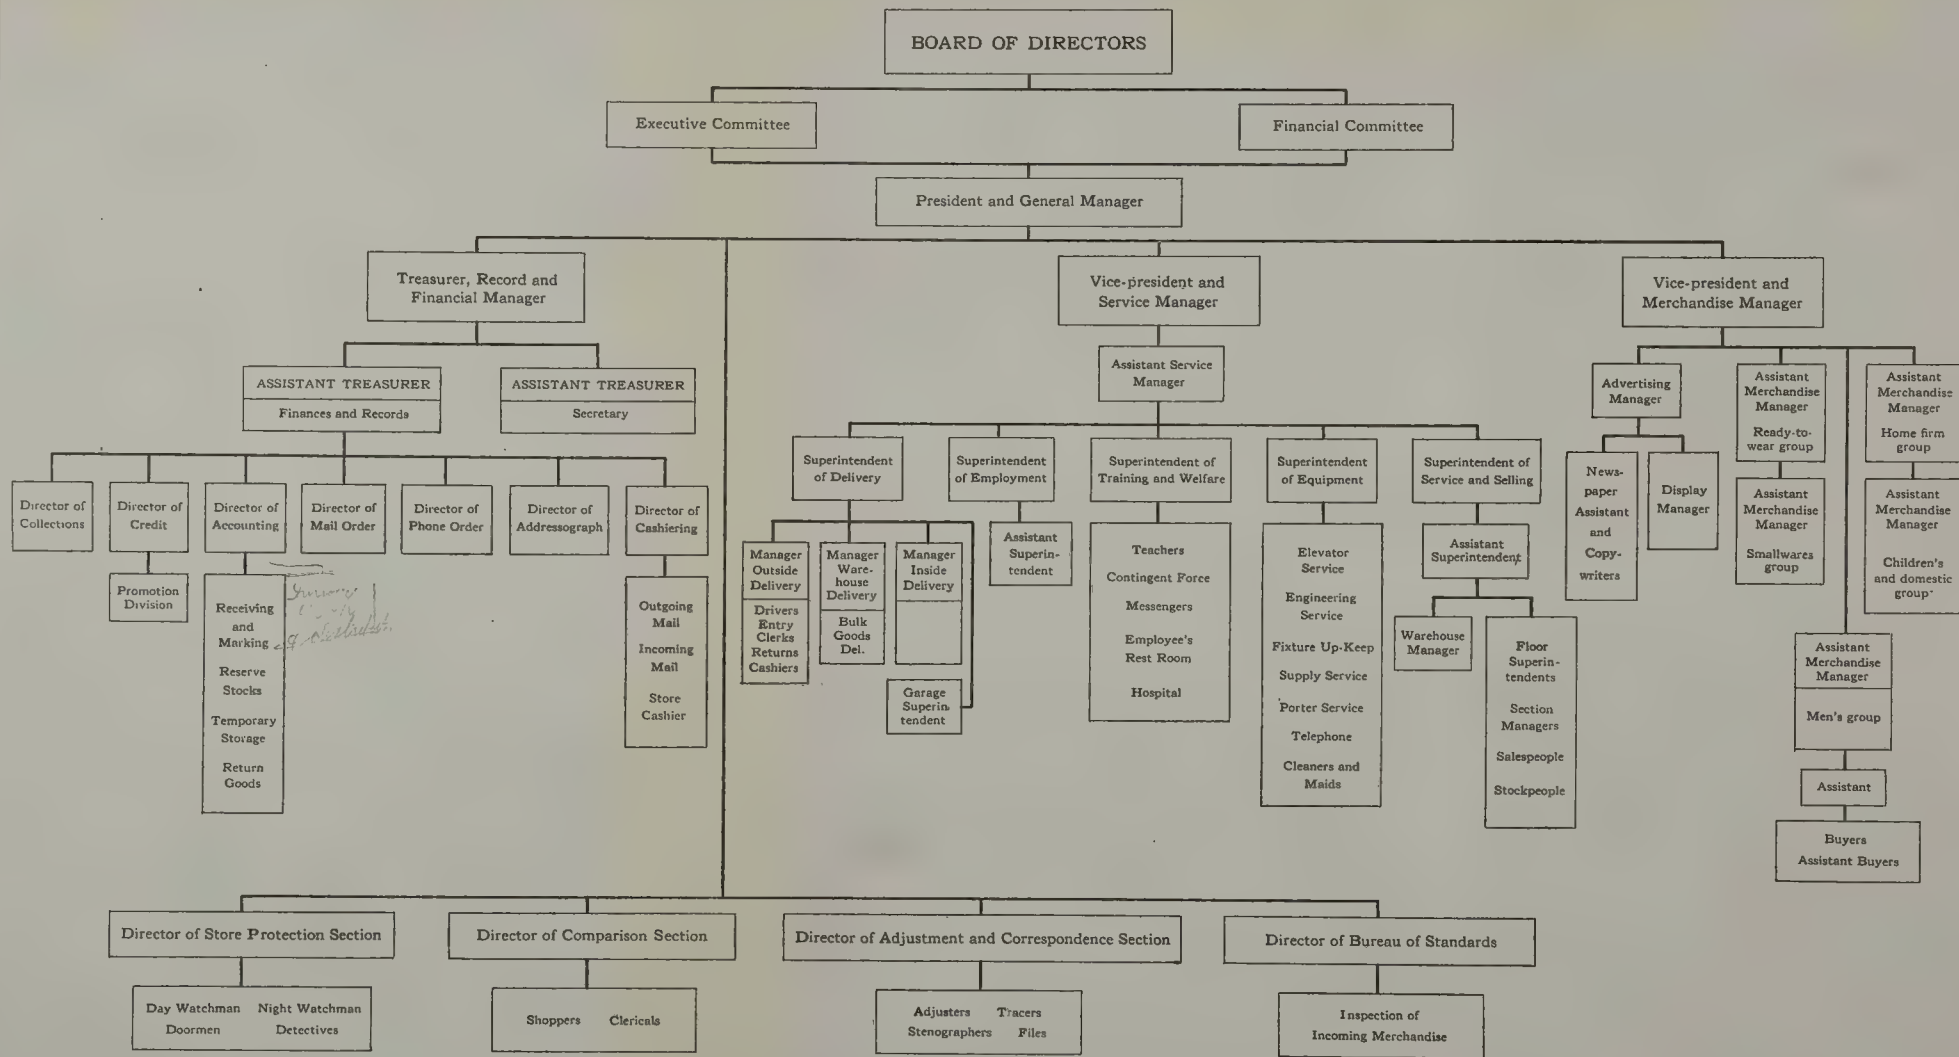 BOARD OF DIRECTORS
Executive Committee
Financial Committee
President and General Manager
Treasurer, Record and
Financial Manager
Vice-president and
Service Manager
Vice-president and
Merchandise Manager
ASSISTANT TREASURER
Finances and Records
ASSISTANT TREASURER
Secretary
Assistant Service
Manager
Advertising
Manager
Assistant
Merchandise
Manager
Ready-to-
wear group
Assistant
Merchandise
Manager
Home firm
group
Director of
Collections
Director of
Credit
Director of
Accounting
Director of
Mail Order
Director of
Phone Order
Director of
Addressograph
Director of
Cashiering
Superintendent
of Delivery
Superintendent
of Employment
Superintendent of
Training and Welfare
Superintendent
of Equipment
Superintendent of
Service and Selling
News-
paper
Assistant
and
Copy-
writers
Display
Manager
Assistant
Merchandise
Manager
Smallwares
group
Assistant
Merchandise
Manager
Children's
and domestic
group
Promotion
Division
Receiving
and
Marking
Reserve
Stocks
Temporary
Storage
Return
Goods
Outgoing
Mail
Incoming
Mail
Store
Cashier
Manager
Outside
Delivery
Drivers
Entry
Clerks
Returns
Cashiers
Manager
Ware-
house
Delivery
Bulk
Goods
Del.
Manager
Inside
Delivery
Garage
Superin
tendent
Assistant
Superin-
tendent
Teachers
Contingent Force
Messengers
Employee's
Rest Room
Hospital
Elevator
Service
Engineering
Service
Fixture Up-Keep
Supply Service
Porter Service
Telephone
Cleaners and
Maids
Assistant
Superintendent
Warehouse
Manager
Floor
Superin-
tendents
Section
Managers
Salespeople
Stockpeople
Assistant
Merchandise
Manager
Men's group
Assistant
Buyers
Assistant Buyers
Director of Store Protection Section
Director of Comparison Section
Director of Adjustment and Correspondence Section
Director of Bureau of Standards
Day Watchman Night Watchman
Doormen Detectives
Shoppers Clericals
Adjusters Tracers
Stenographers Files
Inspection of
Incoming Merchandise